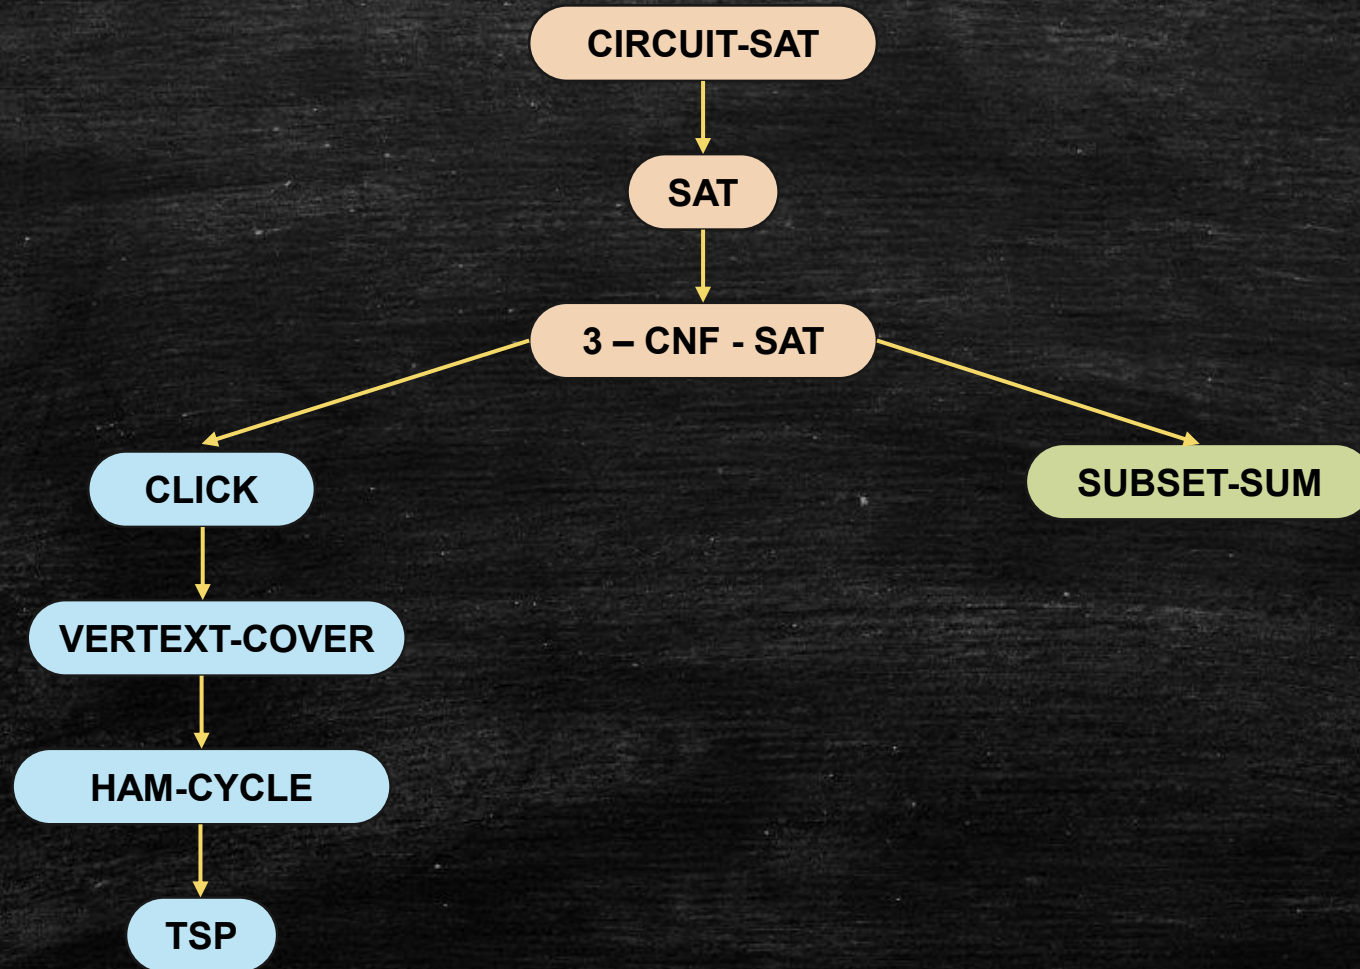 CIRCUIT-SAT
SAT
3 – CNF - SAT
CLICK
SUBSET-SUM
VERTEXT-COVER
HAM-CYCLE
TSP